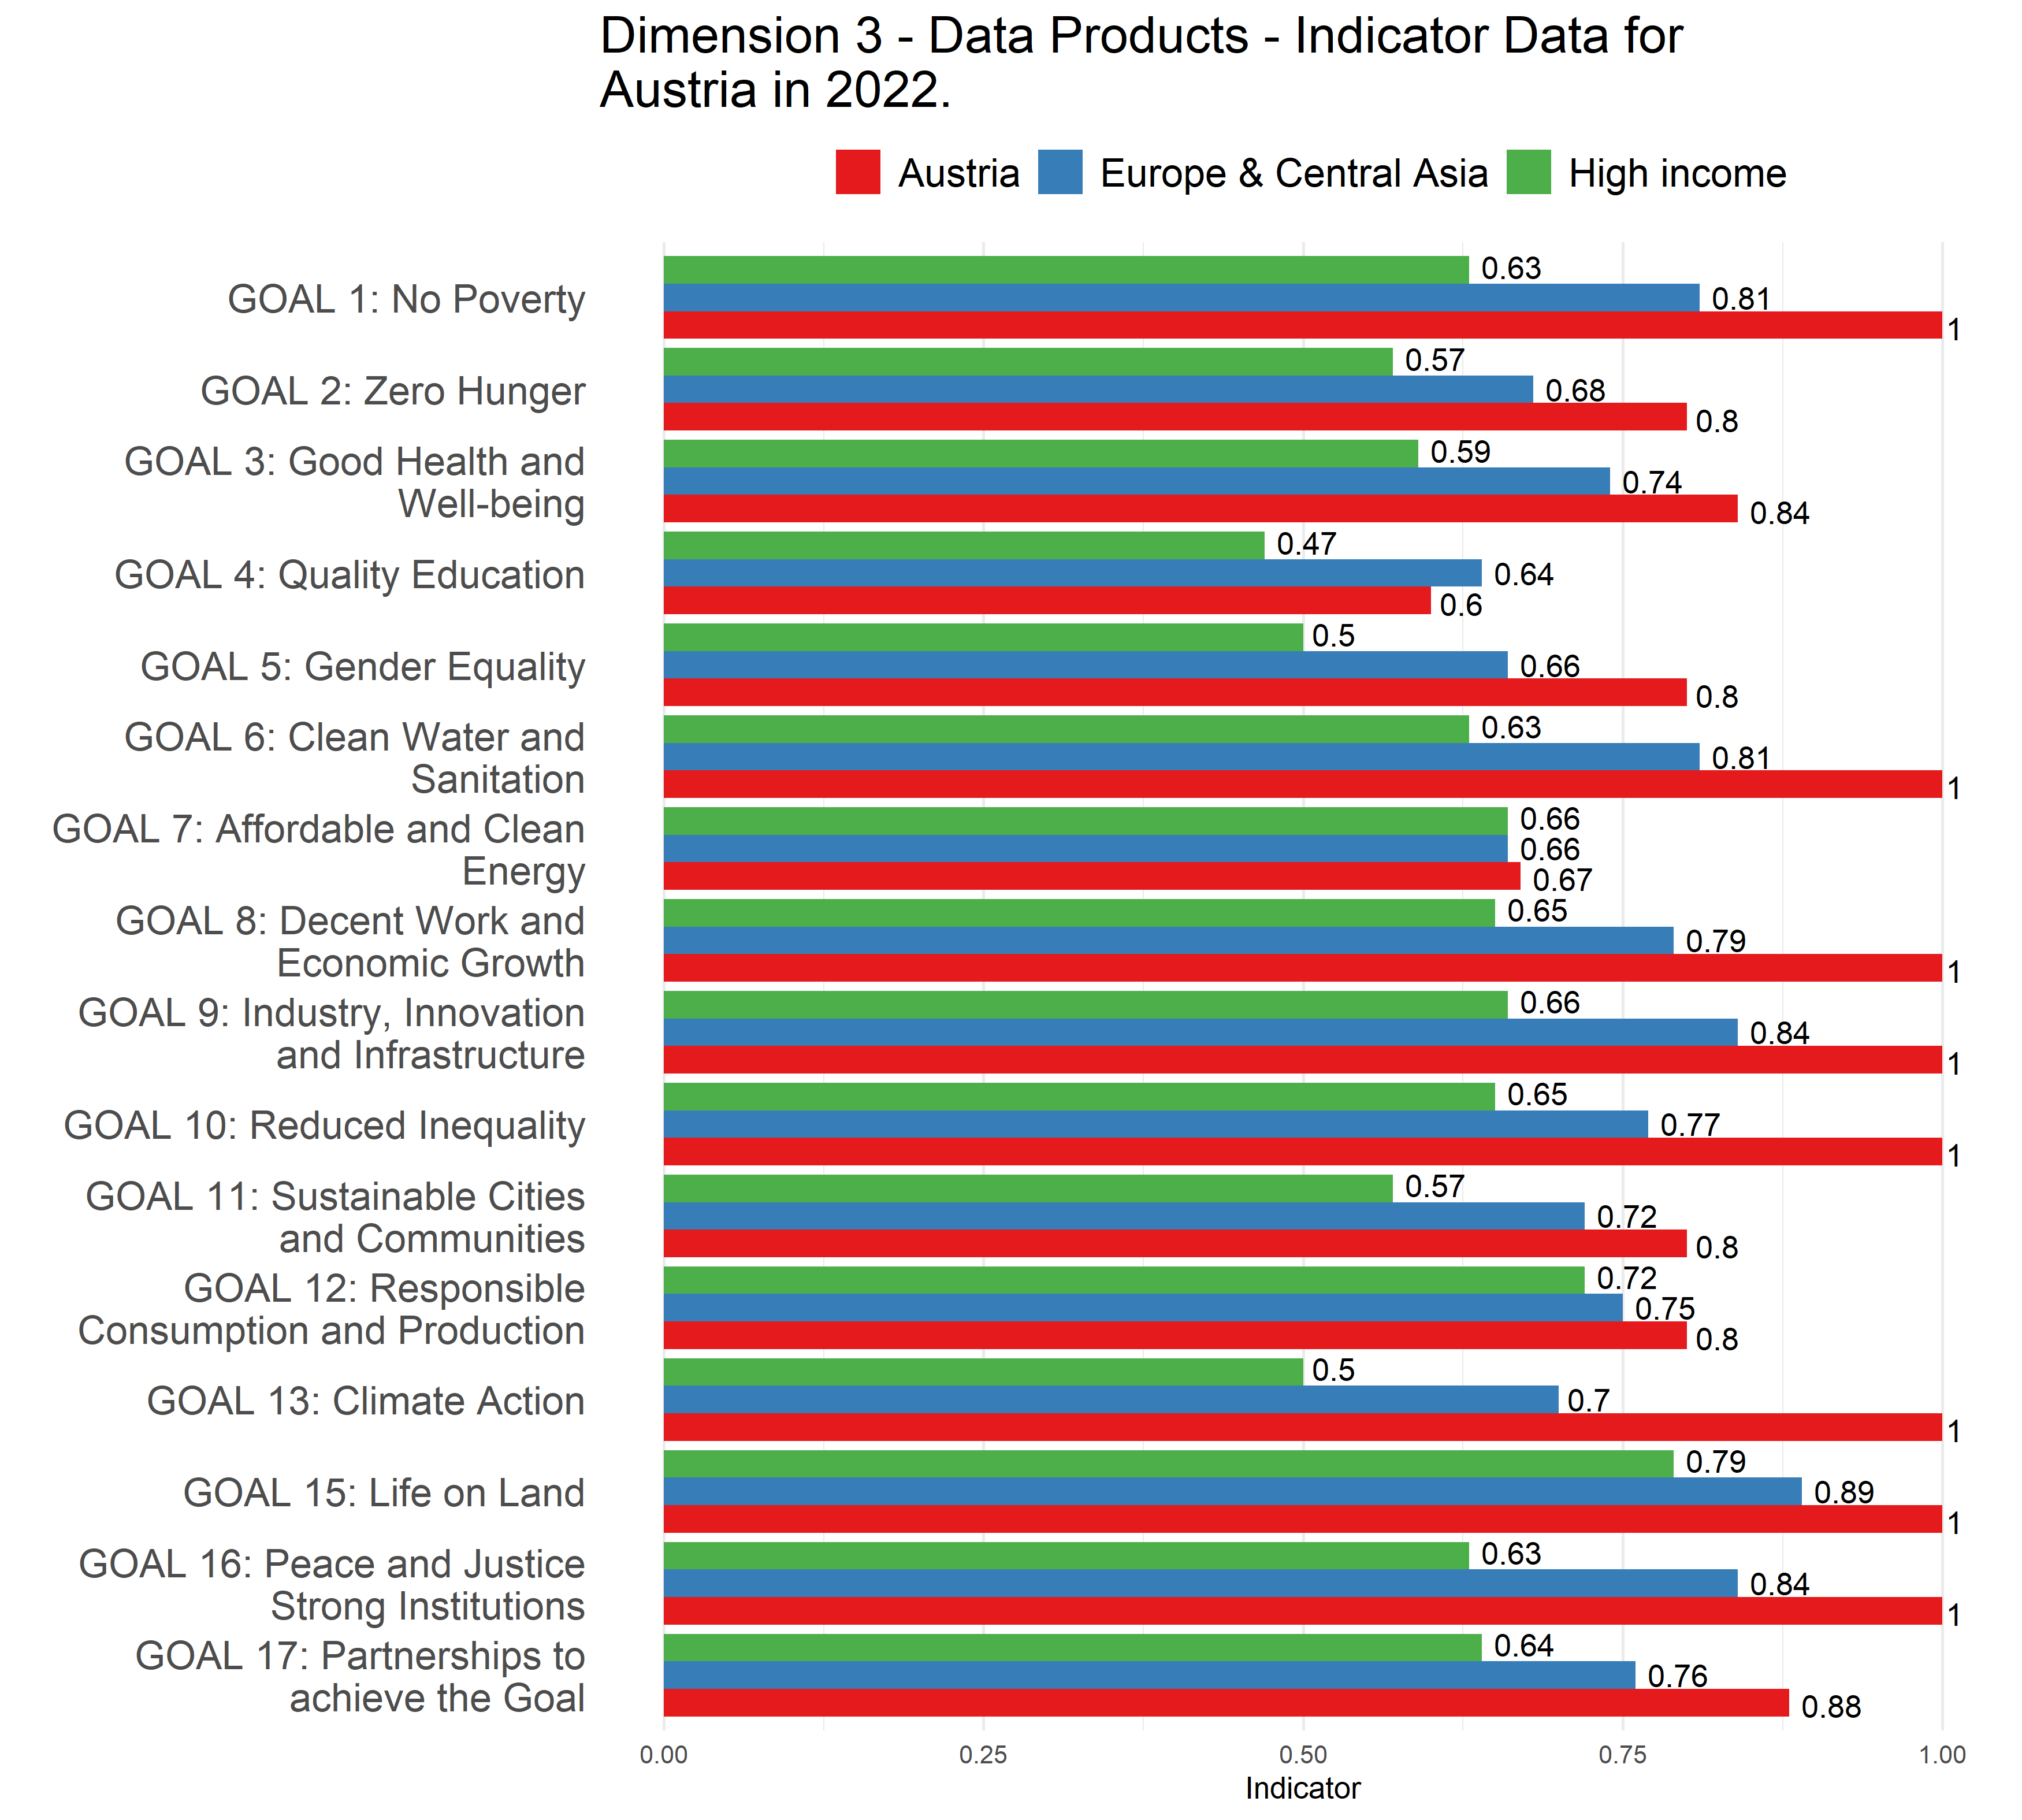 Dimension 3 - Data Products - Indicator Data for
Austria in 2022.
Austria Europe & Central Asia High income
GOAL 1: No Poverty
0.63
0.81
1
GOAL 2: Zero Hunger
0.57
0.68
0.8
GOAL 3: Good Health and
Well-being
0.59
0.74
0.84
GOAL 4: Quality Education
0.47
0.64
0.6
GOAL 5: Gender Equality
0.5
0.66
0.8
GOAL 6: Clean Water and
Sanitation
0.63
0.81
1
GOAL 7: Affordable and Clean
Energy
0.66
0.66
0.67
GOAL 8: Decent Work and
Economic Growth
0.65
0.79
1
GOAL 9: Industry, Innovation
and Infrastructure
0.66
0.84
1
GOAL 10: Reduced Inequality
0.65
0.77
1
GOAL 11: Sustainable Cities
and Communities
0.57
0.72
0.8
GOAL 12: Responsible
Consumption and Production
0.72
0.75
0.8
GOAL 13: Climate Action
0.5
0.7
1
GOAL 15: Life on Land
0.79
0.89
1
GOAL 16: Peace and Justice
Strong Institutions
0.63
0.84
1
GOAL 17: Partnerships to
achieve the Goal
0.64
0.76
0.88
0.00 0.25 0.50 0.75 1.00
Indicator